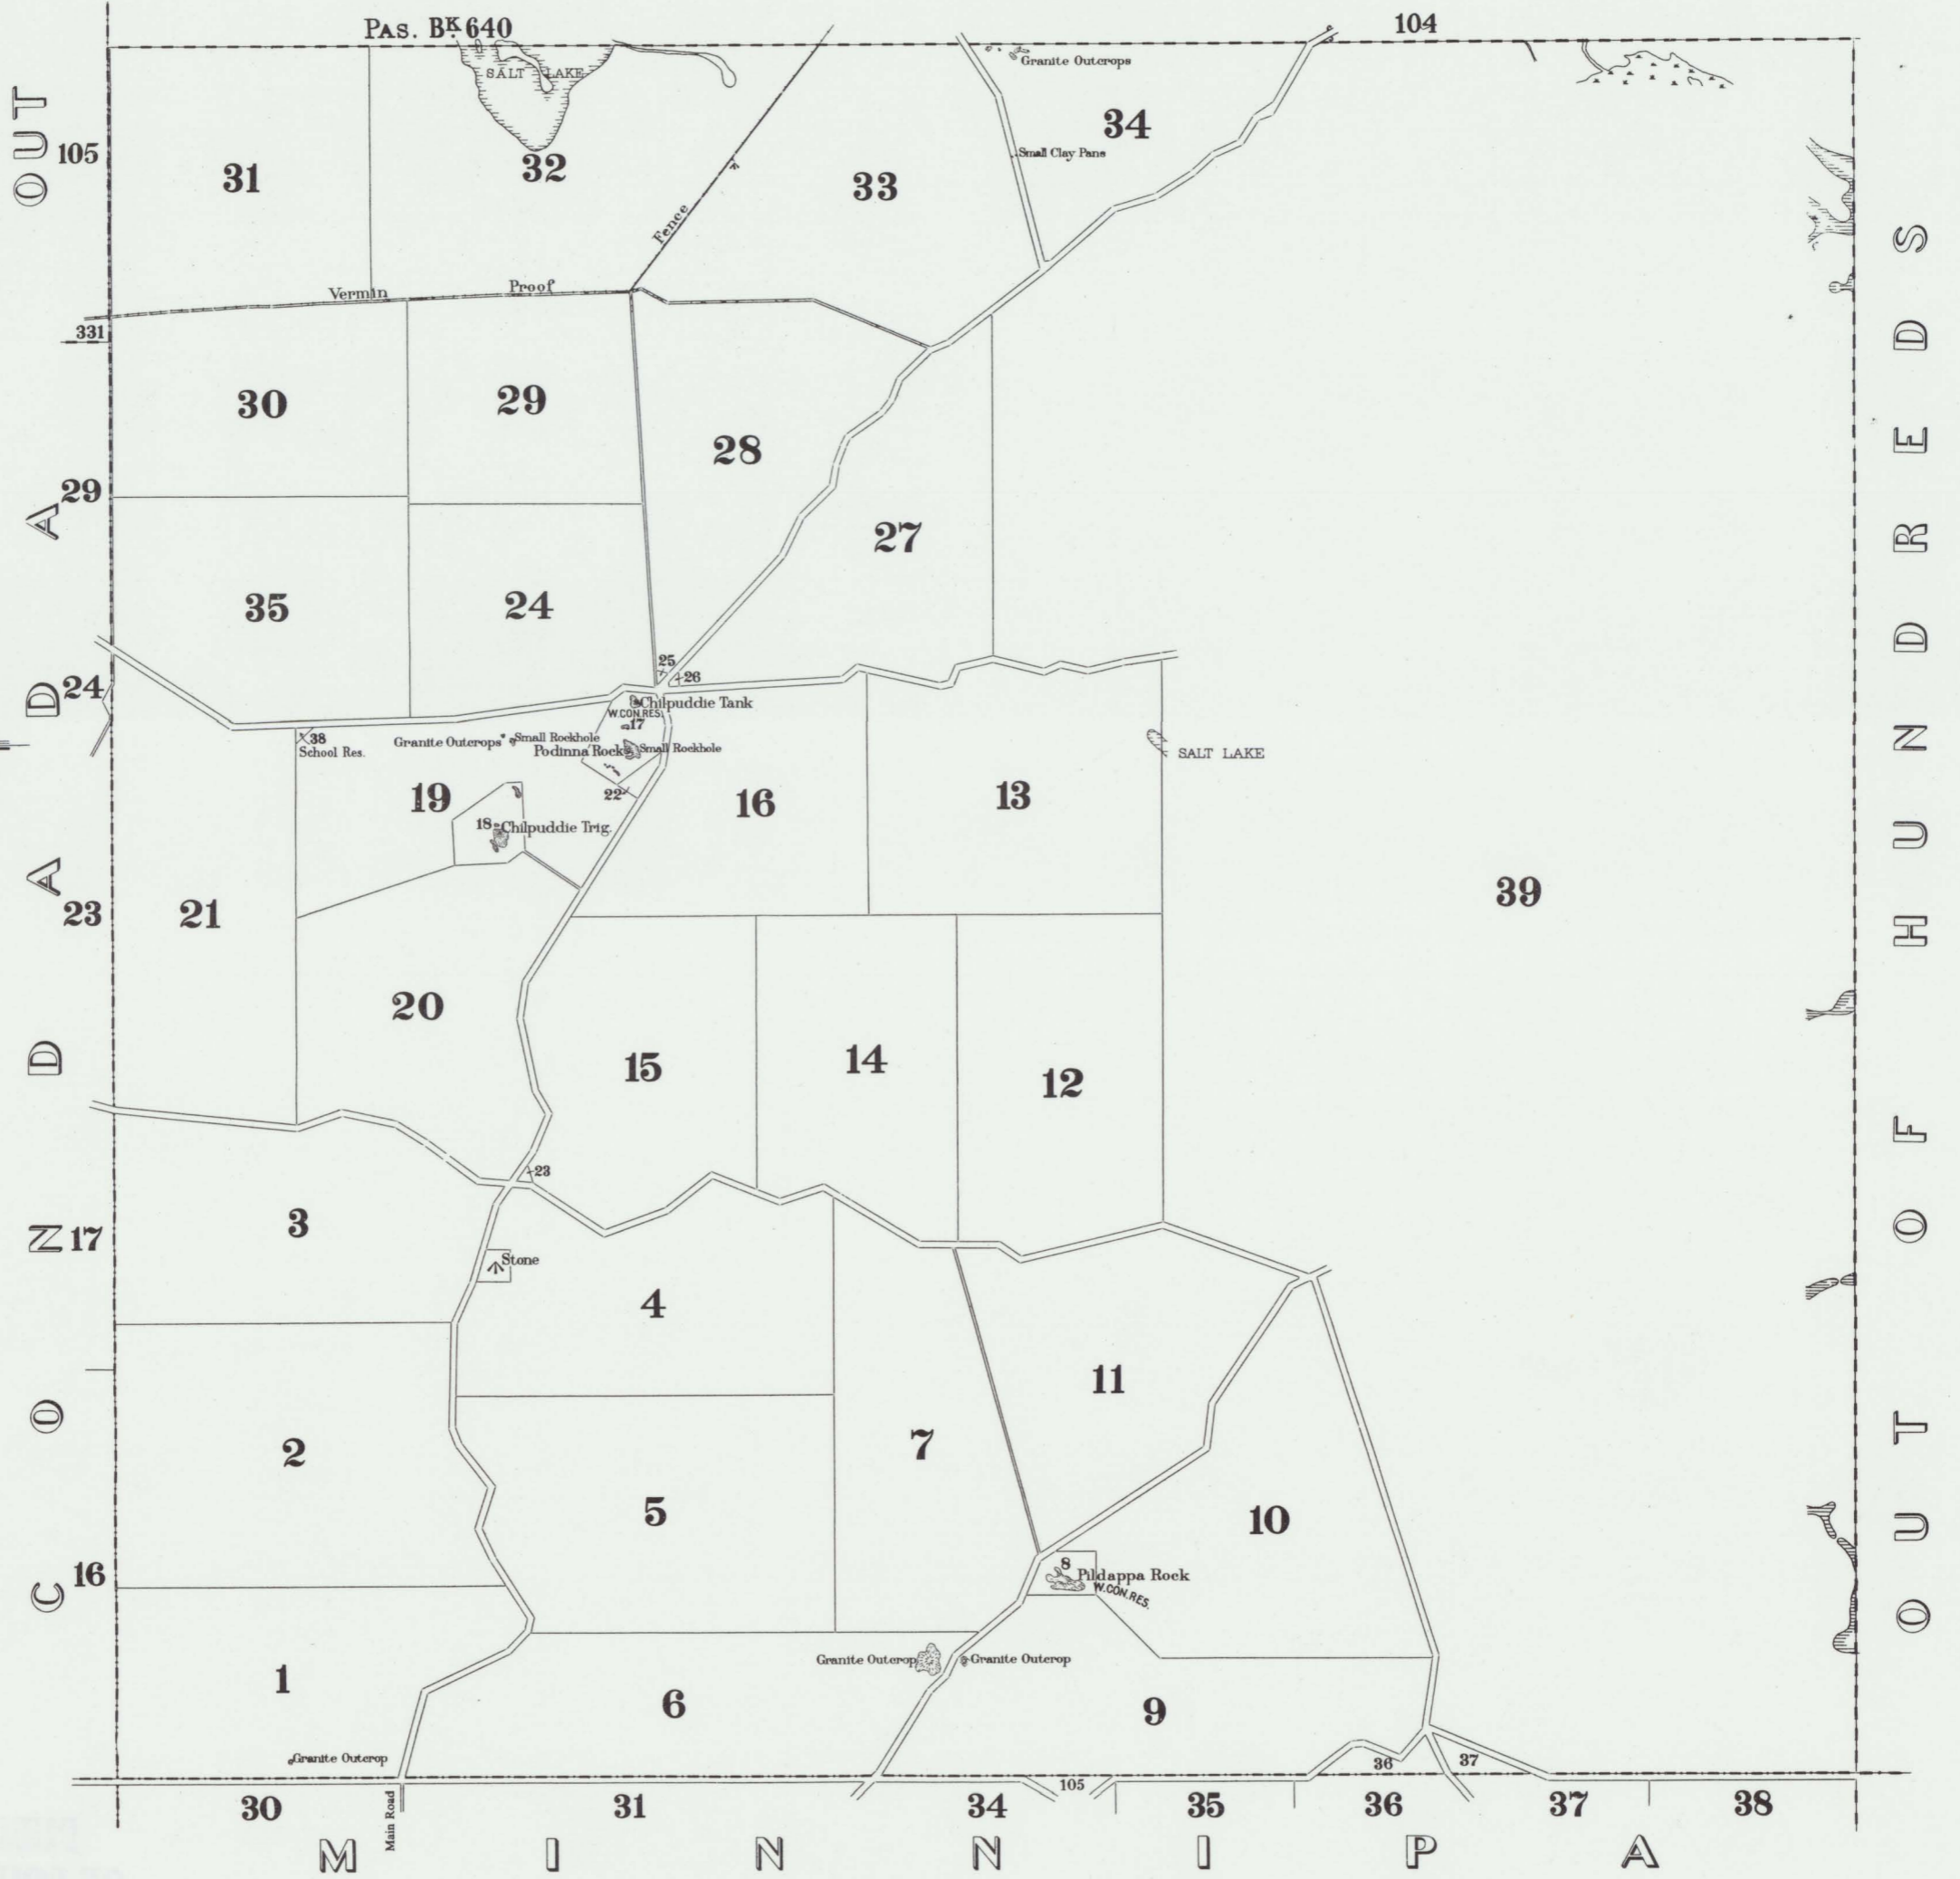 PAS. BK. 640
104
OUT
SALT LAKE
Granite Outcrops
34
105
31
32
33
Small Clay Pans
F
Fence
Vermin Proof
331
30
29
28
29
27
35
24
25
26
24
Chilpuddie Tank
W.CON.RES.
17
38
School Res.
Granite Outcrops
Small Rockhole
Podinna Rock
Small Rockhole
SALT LAKE
22
19
16
13
18
Chilpuddie Trig.
39
23
21
20
15
14
12
23
3
17
Stone
4
11
7
2
5
10
8
Pildappa Rock
W.CON.RES.
16
Granite Outcrop
Granite Outcrop
1
6
9
Granite Outcrop
36
37
105
30
31
34
35
36
37
38
Main Road
MINNIPA
CONDADA
OUT OF HUNDREDS